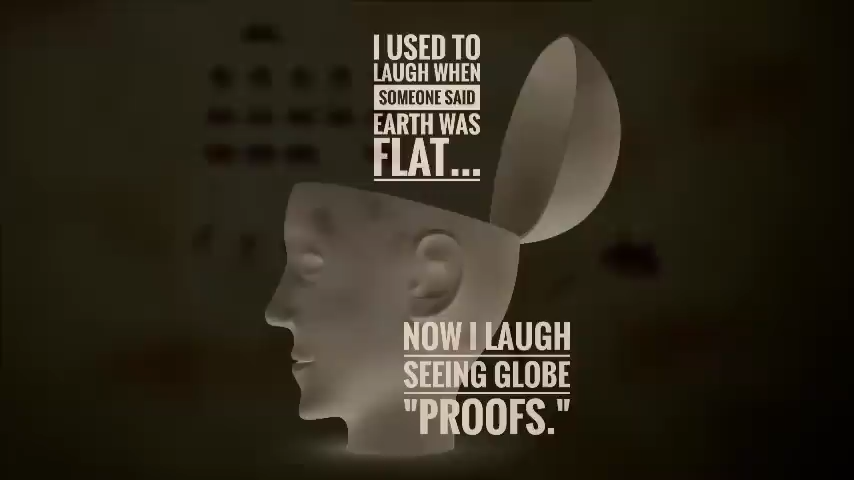 I USED TO
LAUGH WHEN
SOMEONE SAID
EARTH WAS
FLAT...
NOW I LAUGH
SEEING GLOBE
"PROOFS."